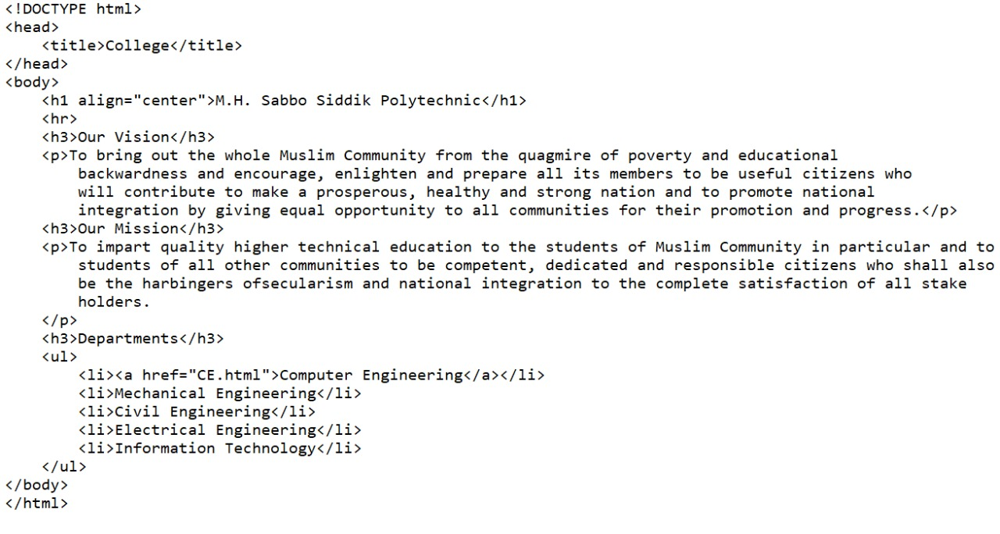 <!DOCTYPE html>
<head>
    <title>College</title>
</head>
<body>
    <h1 align="center">M.H. Sabbo Siddik Polytechnic</h1>
    <hr>
    <h3>Our Vision</h3>
    <p>To bring out the whole Muslim Community from the quagmire of poverty and educational
        backwardness and encourage, enlighten and prepare all its members to be useful citizens who
        will contribute to make a prosperous, healthy and strong nation and to promote national
        integration by giving equal opportunity to all communities for their promotion and progress.</p>
    <h3>Our Mission</h3>
    <p>To impart quality higher technical education to the students of Muslim Community in particular and to
        students of all other communities to be competent, dedicated and responsible citizens who shall also
        be the harbingers ofsecularism and national integration to the complete satisfaction of all stake
        holders.
    </p>
    <h3>Departments</h3>
    <ul>
        <li><a href="CE.html">Computer Engineering</a></li>
        <li>Mechanical Engineering</li>
        <li>Civil Engineering</li>
        <li>Electrical Engineering</li>
        <li>Information Technology</li>
    </ul>
</body>
</html>